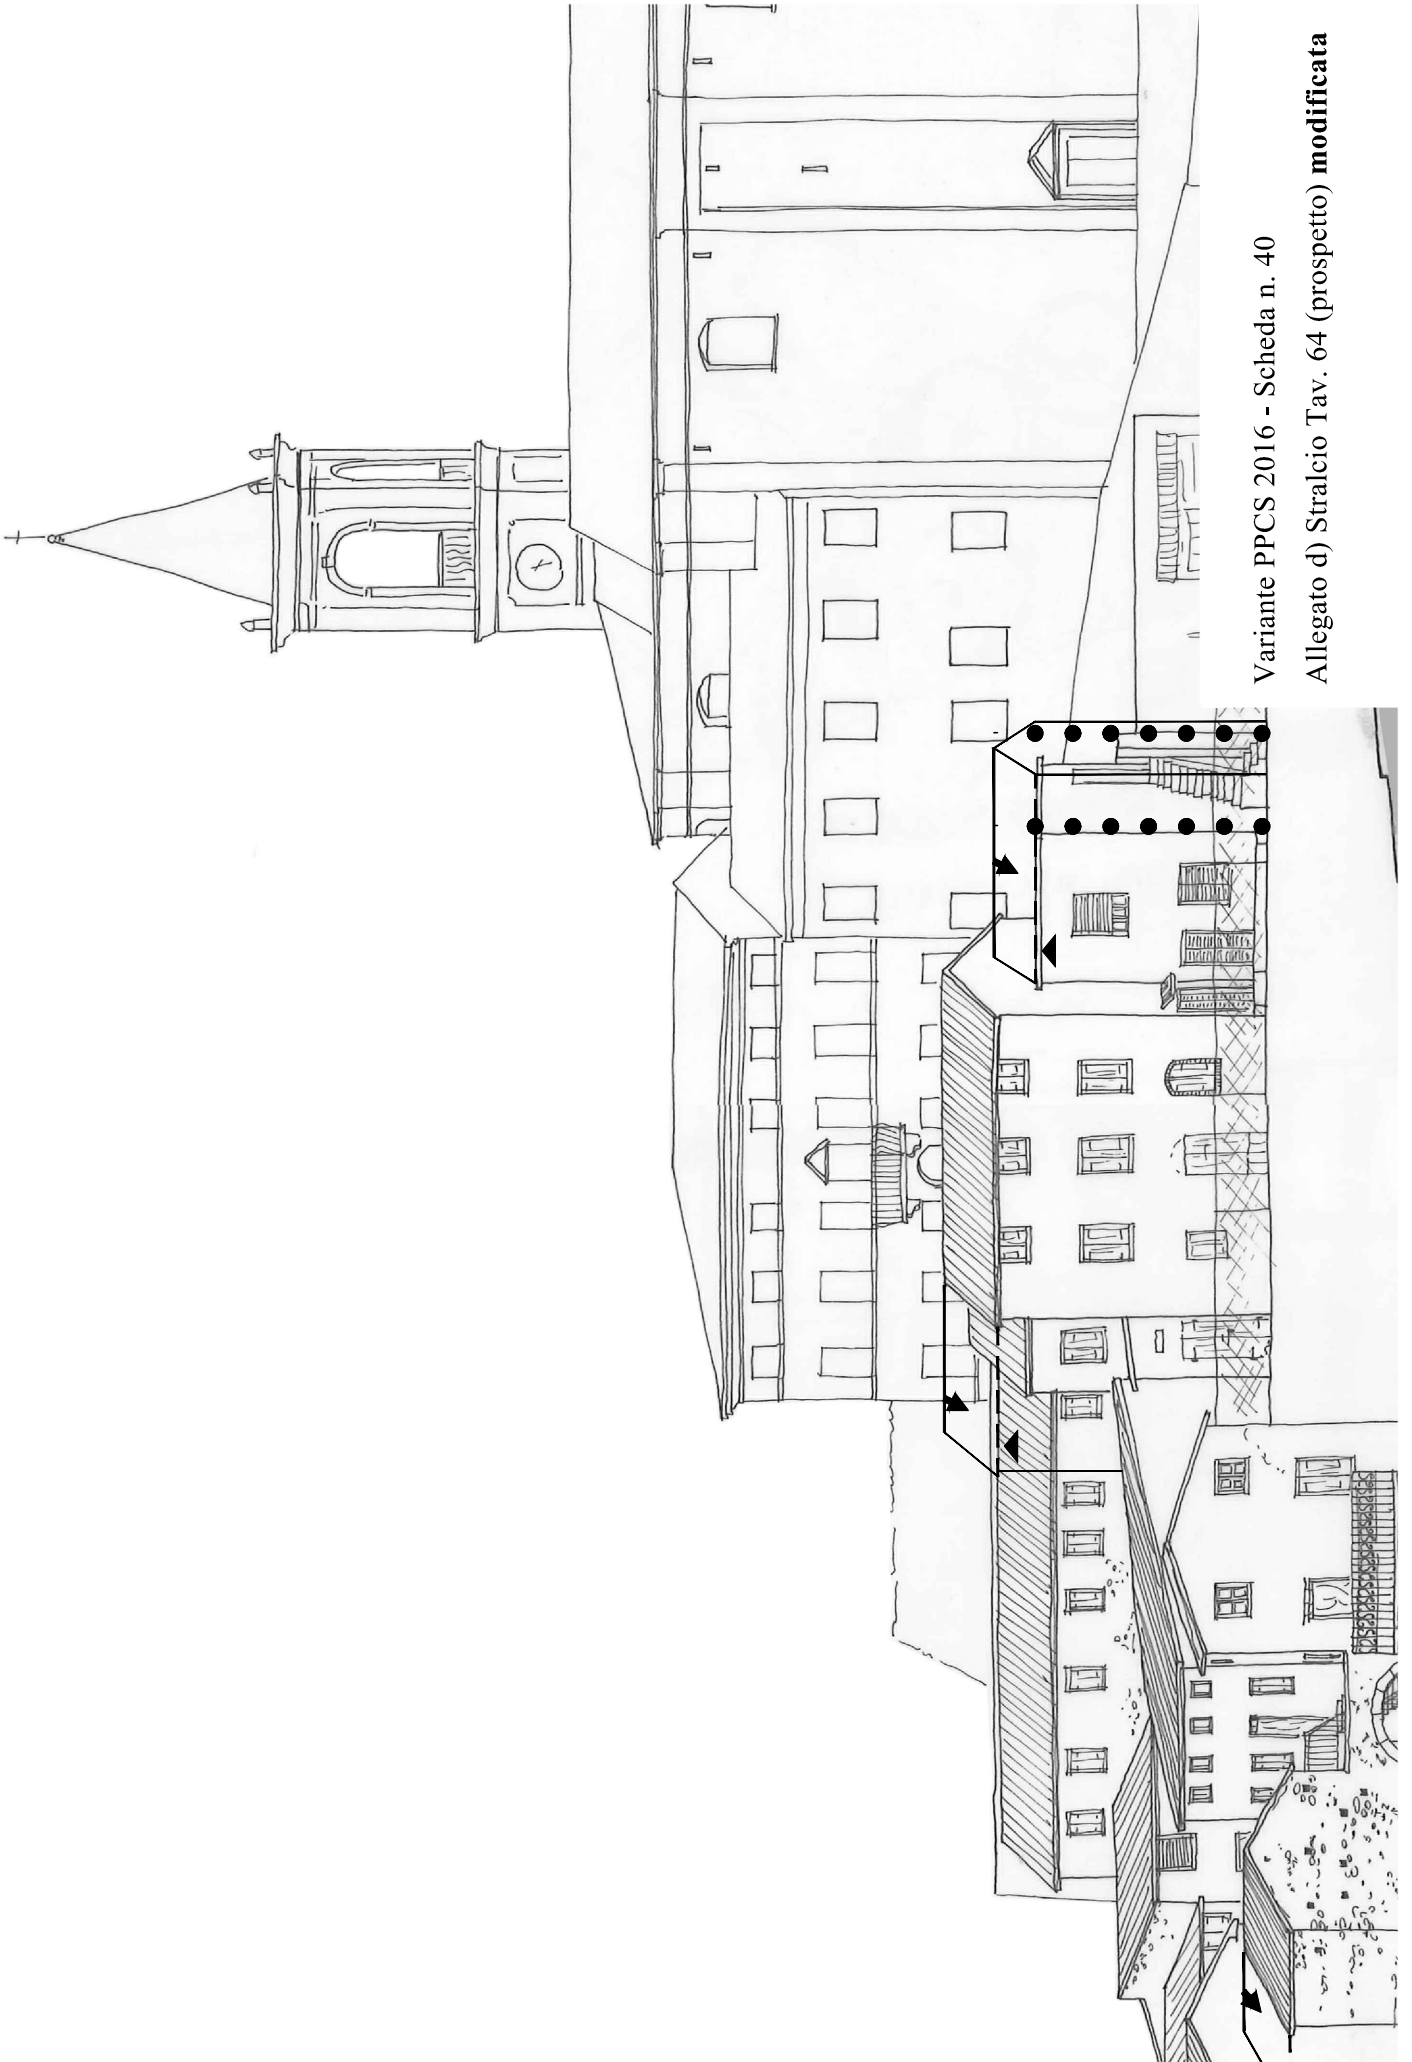 Variante PPCS 2016 - Scheda n. 40
Allegato d) Stralcio Tav. 64 (prospetto) modificata